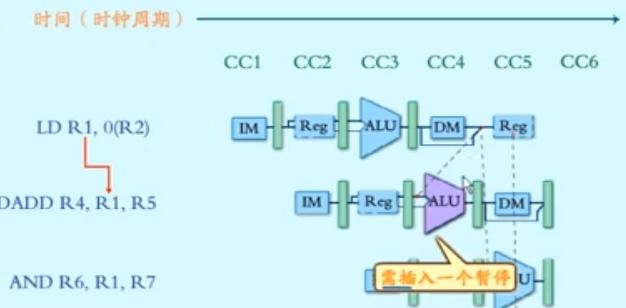 时间(时钟周期)
CC1 CC2 CC3 CC4 CC5 CC6
LD R1, 0(R2) IM Reg ALU DM Reg
DADD R4, R1, R5 IM Reg ALU DM
需插入一个暂停
AND R6, R1, R7